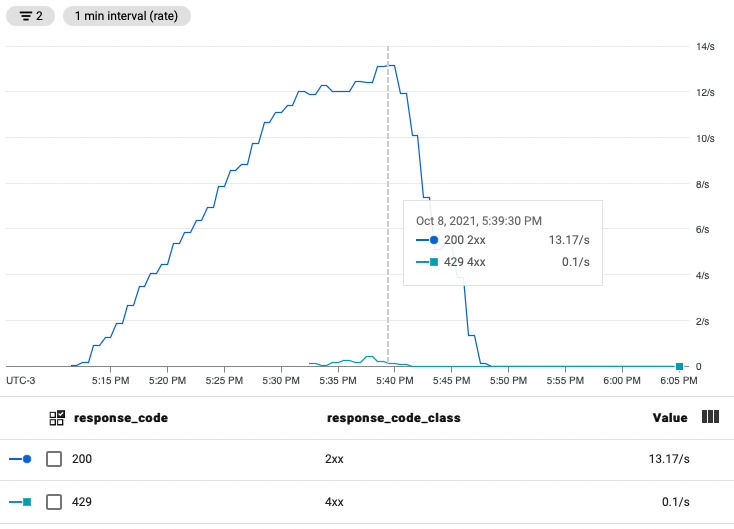 2
1 min interval (rate)
14/s
12/s
10/s
8/s
Oct 8, 2021, 5:39:30 PM
200 2xx 13.17/s
6/s
429 4xx 0.1/s
4/s
2/s
0
UTC-3 5:15 PM 5:20 PM 5:25 PM 5:30 PM 5:35 PM 5:40 PM 5:45 PM 5:50 PM 5:55 PM 6:00 PM 6:05 PM
response_code response_code_class Value
200 2xx 13.17/s
429 4xx 0.1/s